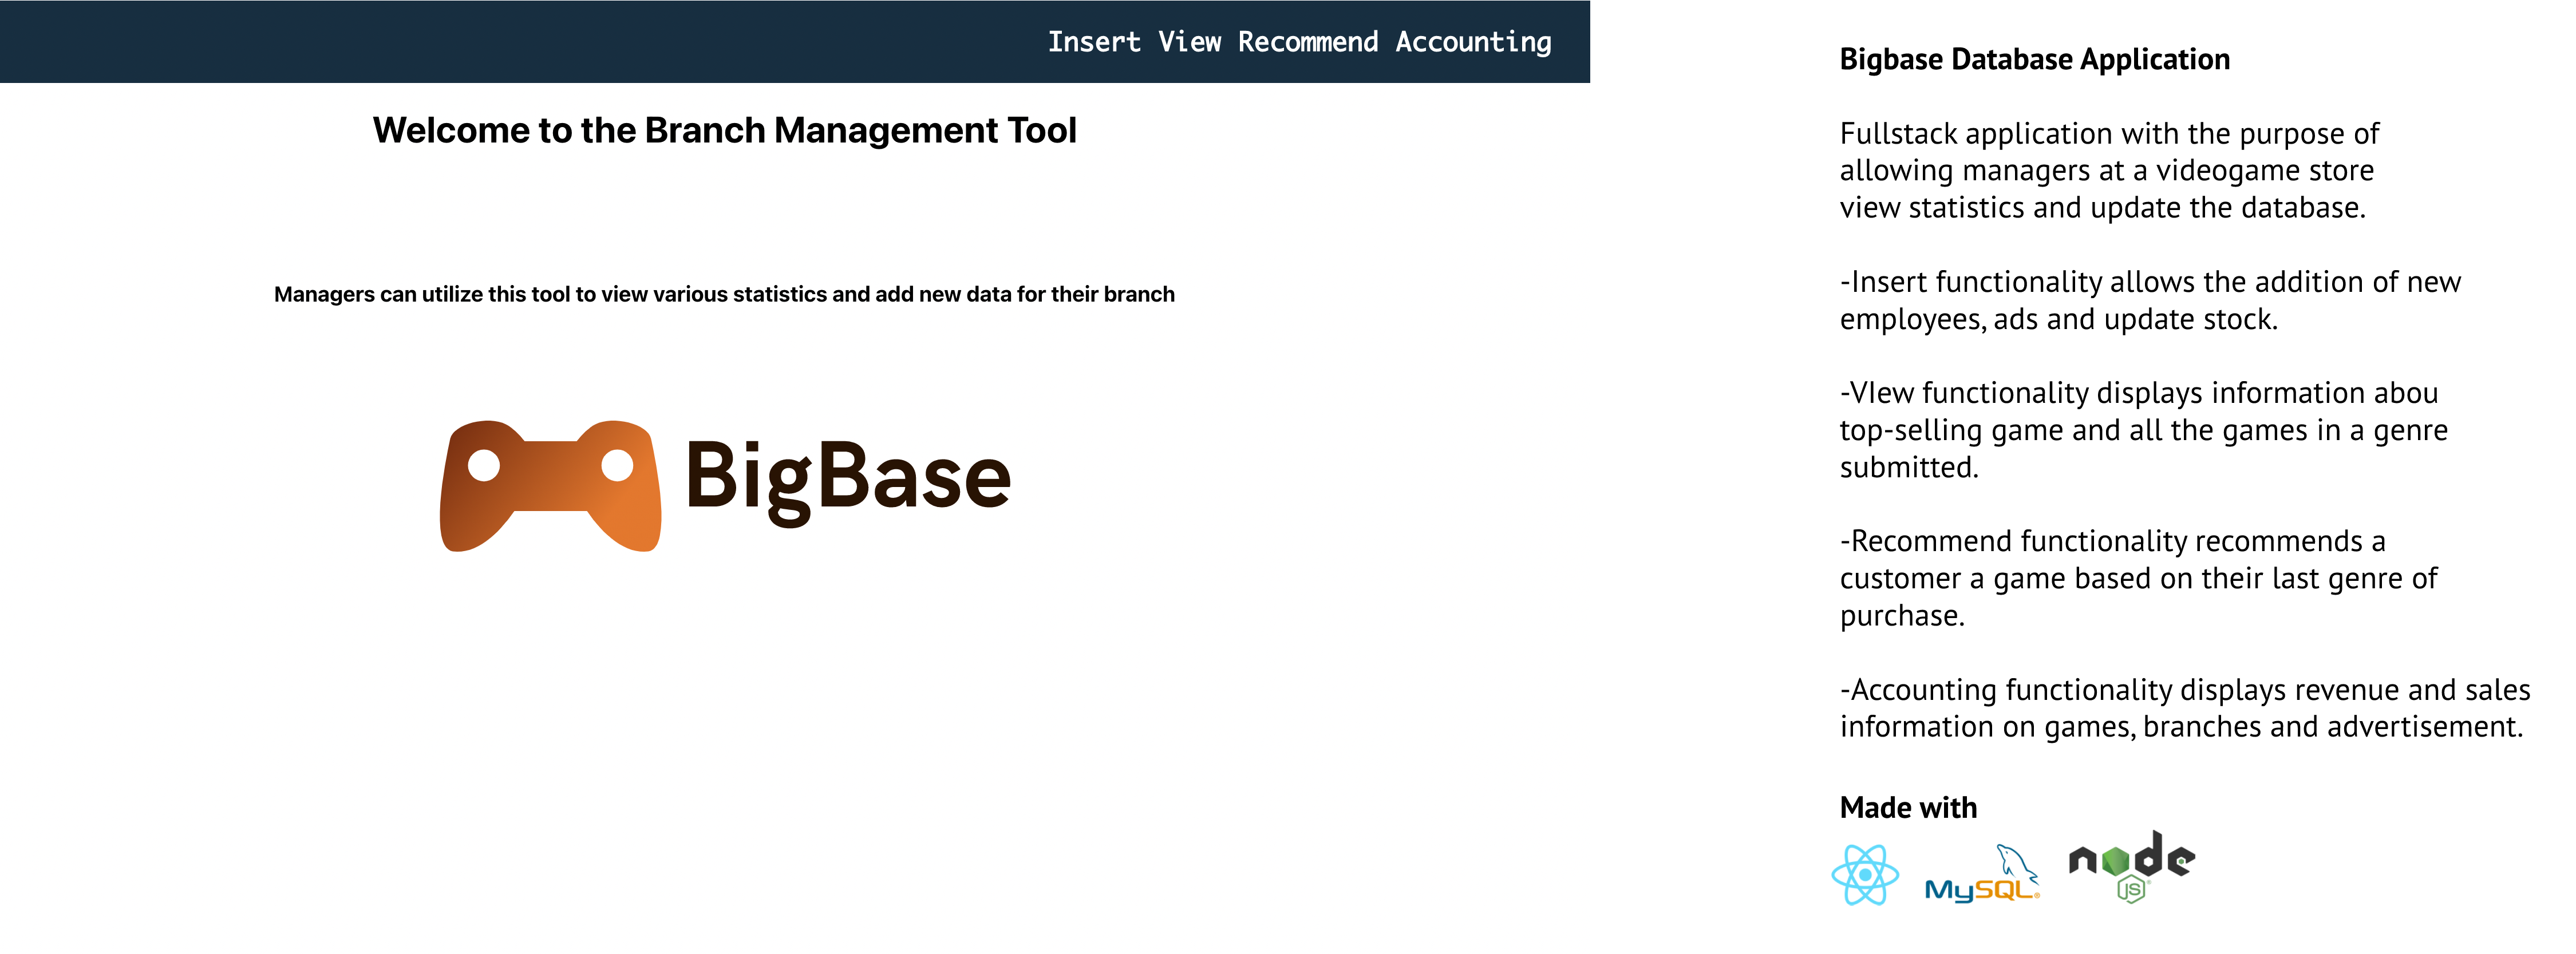 Insert View Recommend Accounting
Welcome to the Branch Management Tool
Managers can utilize this tool to view various statistics and add new data for their branch
BigBase
Bigbase Database Application
Fullstack application with the purpose of
allowing managers at a videogame store
view statistics and update the database.
-Insert functionality allows the addition of new
employees, ads and update stock.
-VIew functionality displays information abou
top-selling game and all the games in a genre
submitted.
-Recommend functionality recommends a
customer a game based on their last genre of
purchase.
-Accounting functionality displays revenue and sales
information on games, branches and advertisement.
Made with
MySQL®
node
JS®